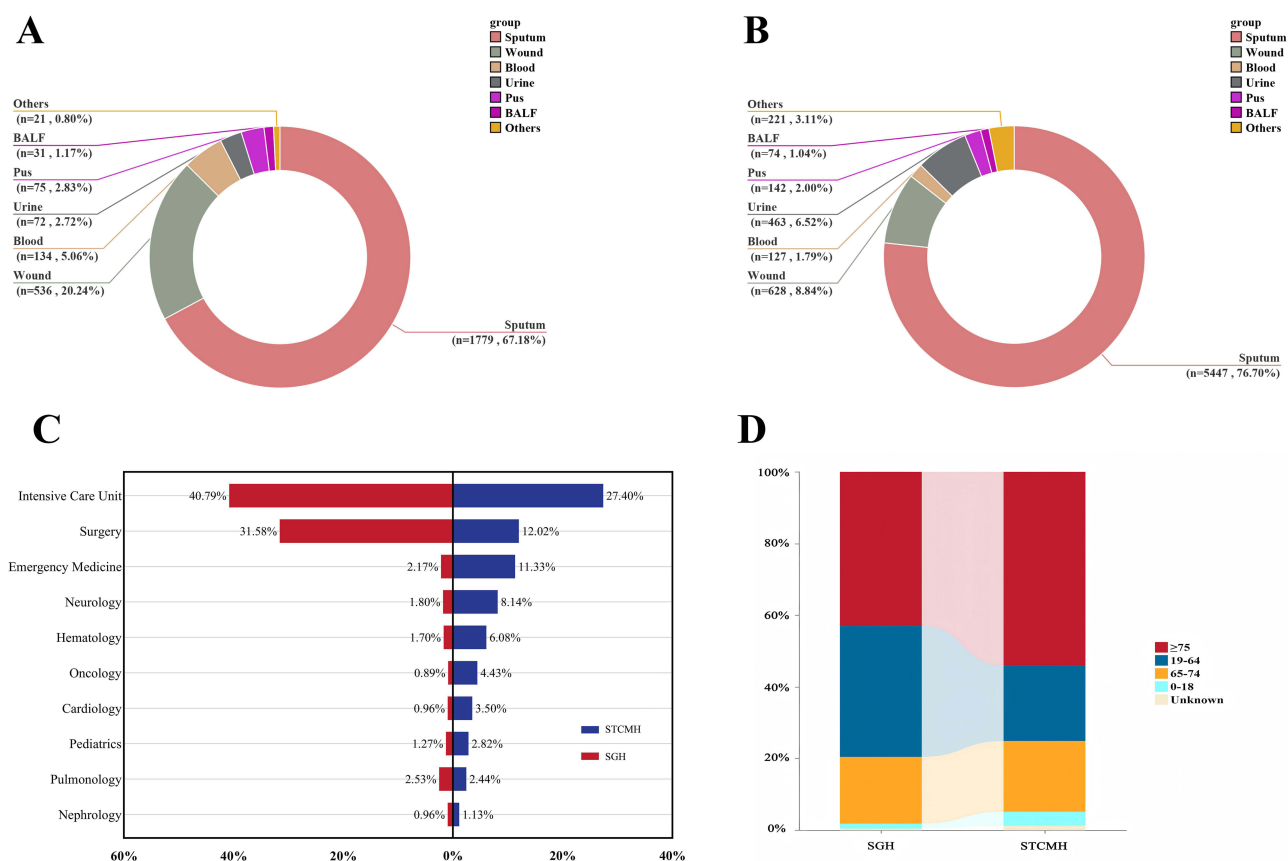 A
group
Sputum
Wound
Blood
Urine
Pus
BALF
Others
Others
(n=21 , 0.80%)
BALF
(n=31 , 1.17%)
Pus
(n=75 , 2.83%)
Urine
(n=72 , 2.72%)
Blood
(n=134 , 5.06%)
Wound
(n=536 , 20.24%)
Sputum
(n=1779 , 67.18%)
B
group
Sputum
Wound
Blood
Urine
Pus
BALF
Others
Others
(n=221 , 3.11%)
BALF
(n=74 , 1.04%)
Pus
(n=142 , 2.00%)
Urine
(n=463 , 6.52%)
Blood
(n=127 , 1.79%)
Wound
(n=628 , 8.84%)
Sputum
(n=5447 , 76.70%)
C
Intensive Care Unit 40.79% 27.40%
Surgery 31.58% 12.02%
Emergency Medicine 2.17% 11.33%
Neurology 1.80% 8.14%
Hematology 1.70% 6.08%
Oncology 0.89% 4.43%
Cardiology 0.96% 3.50%
STCMH
Pediatrics 1.27% 2.82%
SGH
Pulmonology 2.53% 2.44%
Nephrology 0.96% 1.13%
60% 40% 20% 0% 20% 40%
D
100%
80%
60%
40%
20%
0%
SGH STCMH
≥75
19-64
65-74
0-18
Unknown